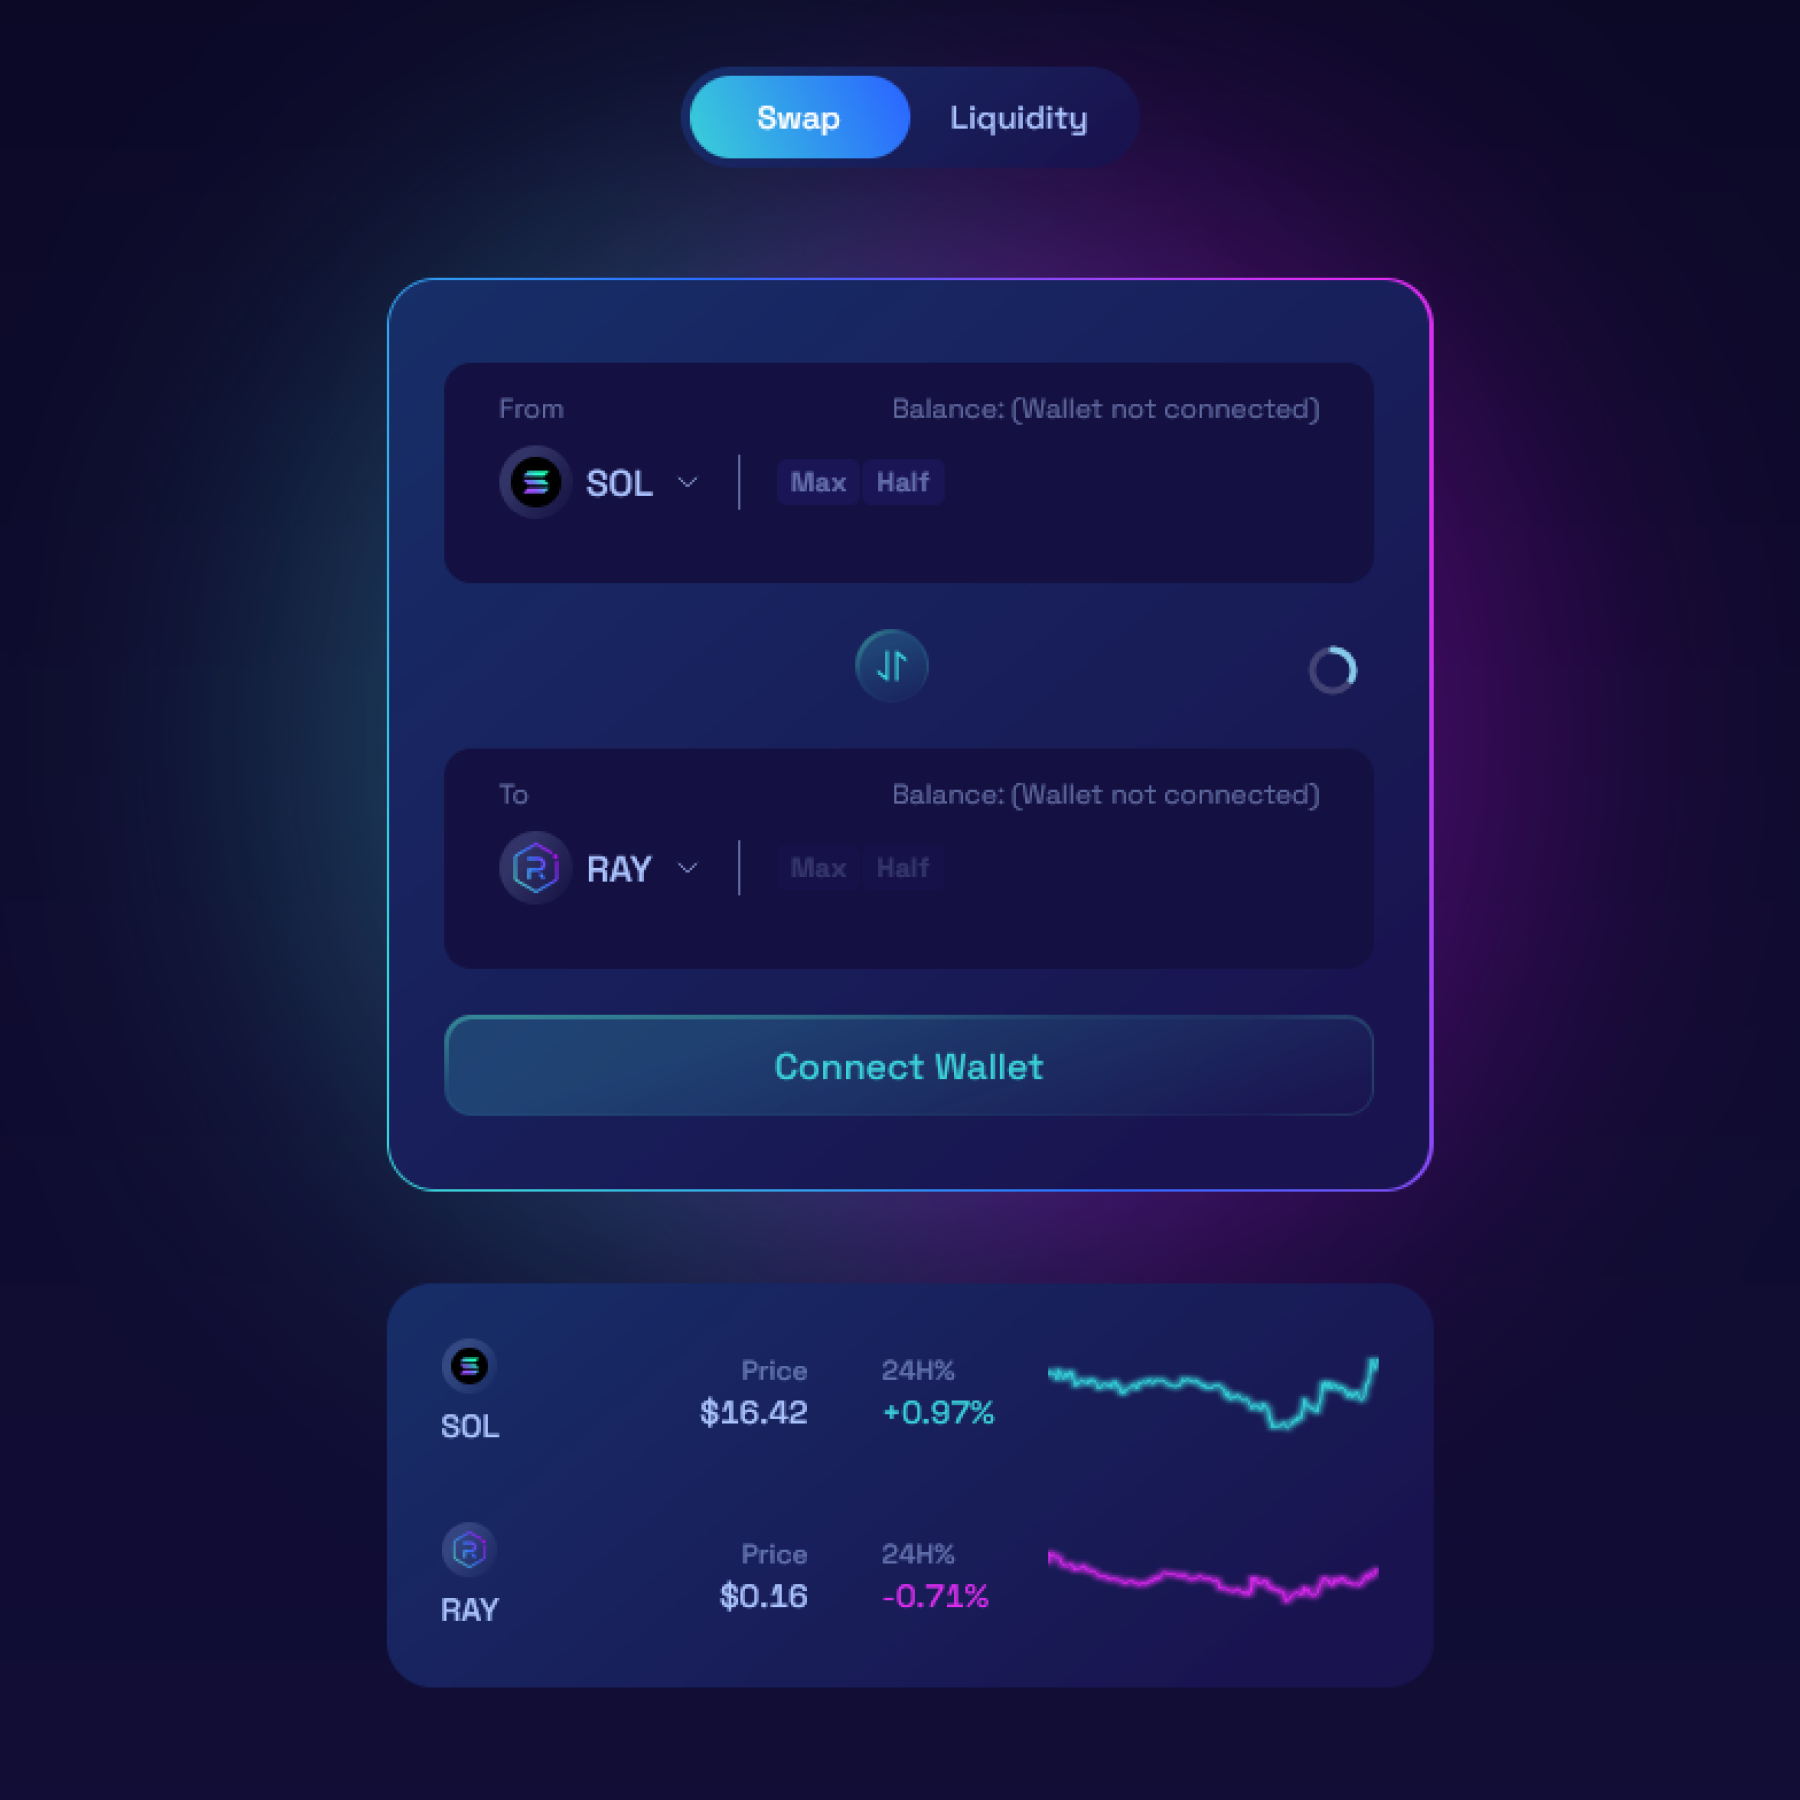 Swap Liquidity
From Balance: (Wallet not connected)
SOL Max Half
To Balance: (Wallet not connected)
RAY Max Half
Connect Wallet
Price 24H%
$16.42 +0.97%
SOL
Price 24H%
$0.16 -0.71%
RAY